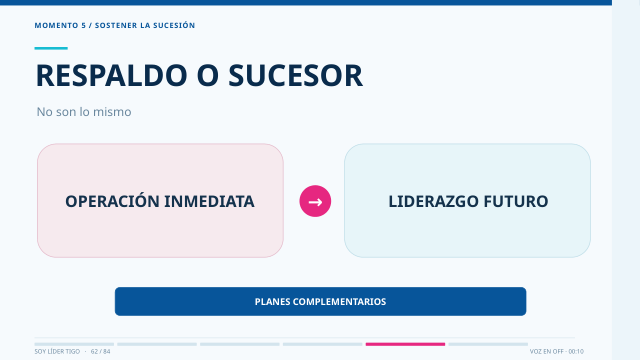 MOMENTO 5 / SOSTENER LA SUCESIÓN
RESPALDO O SUCESOR
No son lo mismo
OPERACIÓN INMEDIATA
→
LIDERAZGO FUTURO
PLANES COMPLEMENTARIOS
SOY LÍDER TIGO · 62 / 84
VOZ EN OFF · 00:10